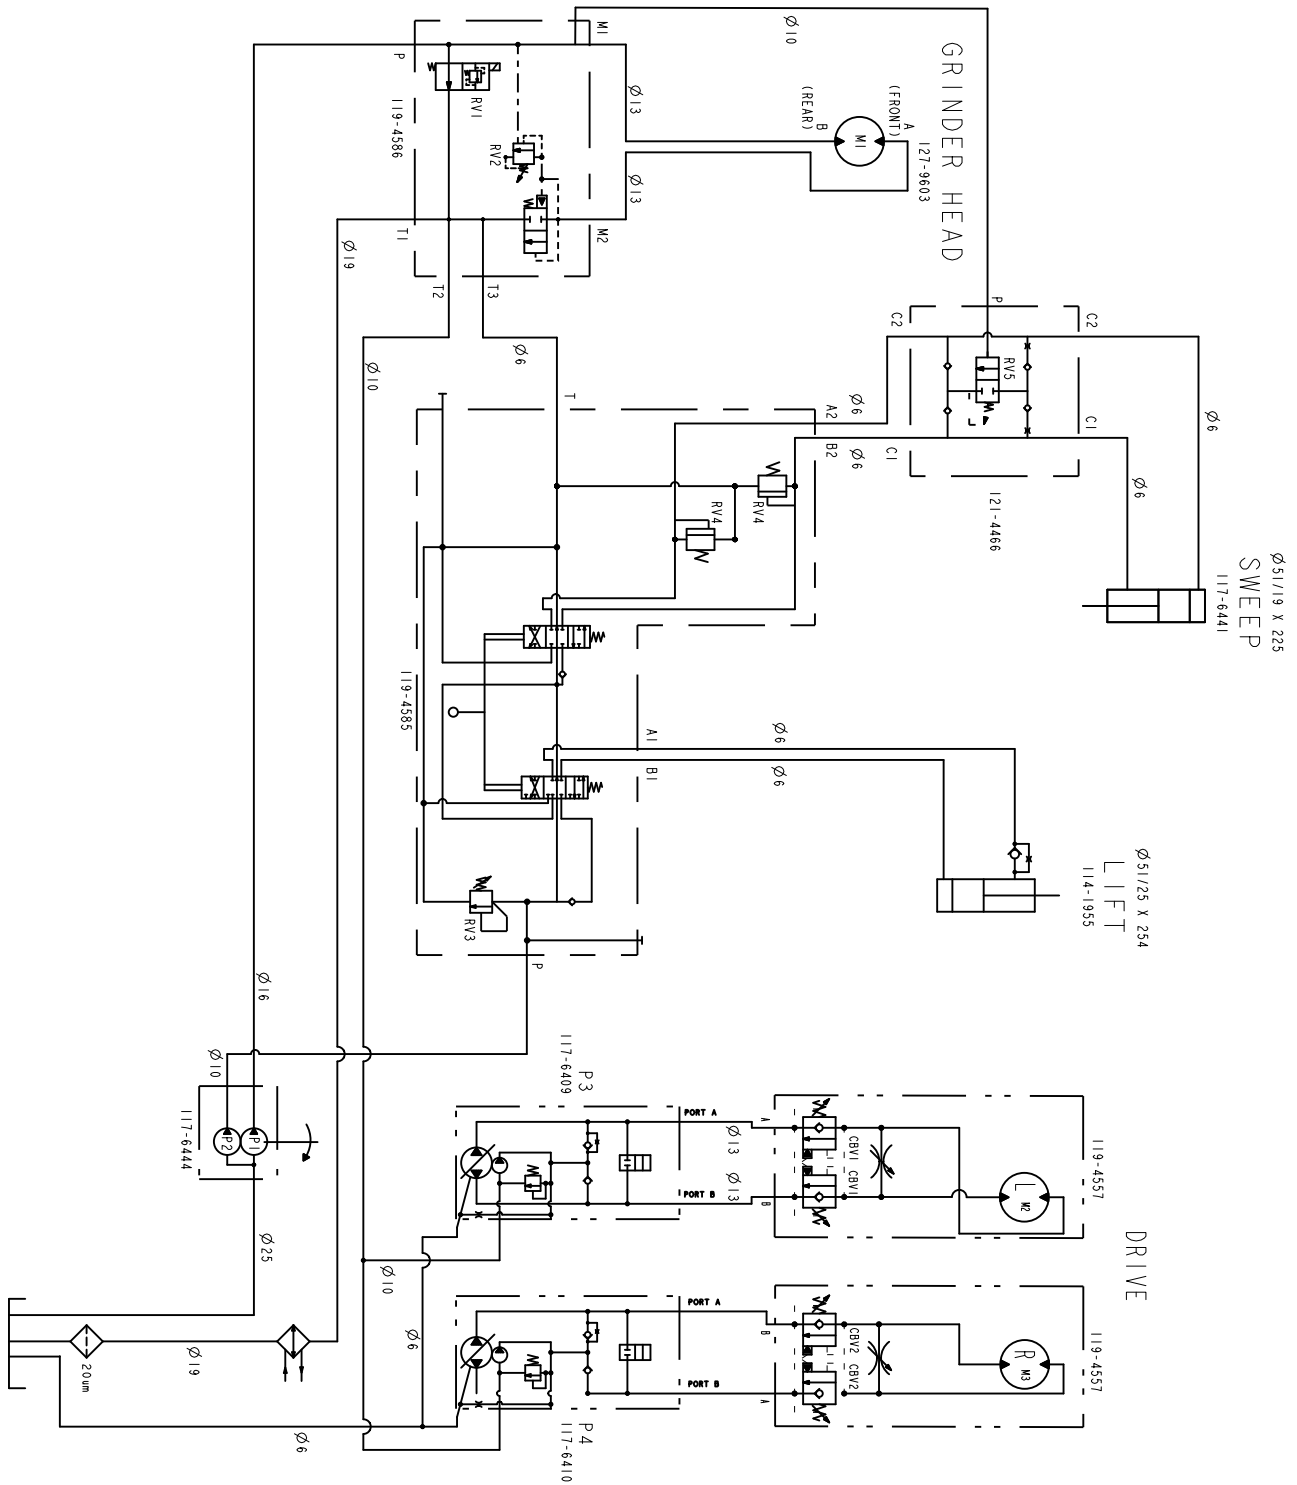 GRINDER HEAD
Ø10
M1
P
Ø13
(REAR)
B
(FRONT)
A
M1
127-9603
RV1
119-4586
RV2
Ø13
T1
M2
Ø19
T2
T3
Ø10
Ø6
P
C2
C2
RV5
C1
C1
121-4466
Ø6
Ø6
Ø51/19 X 225
SWEEP
117-6441
T
A2
Ø6
B2
Ø6
RV4
RV4
119-4585
A1
B1
Ø6
Ø6
Ø51/25 X 254
LIFT
114-1955
RV3
P
Ø16
Ø10
117-6444
P2
P1
Ø25
P3
117-6409
PORT A
PORT B
Ø13
Ø13
A
B
CBV1
CBV1
L
M2
119-4557
DRIVE
Ø10
Ø6
PORT A
PORT B
B
A
CBV2
CBV2
R
M3
119-4557
P4
117-6410
20um
Ø19
Ø6